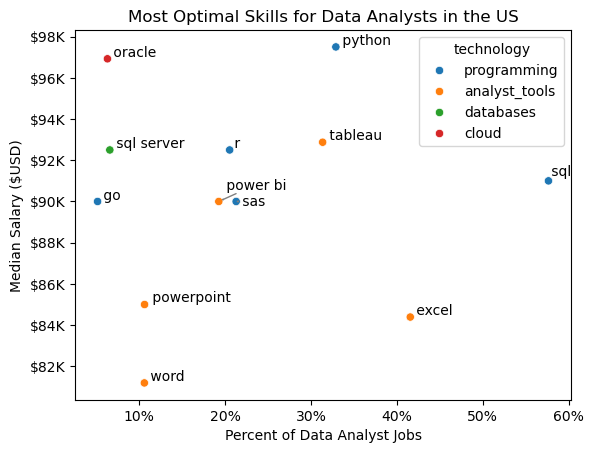 Most Optimal Skills for Data Analysts in the US
Median Salary ($USD)
$98K
$96K
$94K
$92K
$90K
$88K
$86K
$84K
$82K
python
oracle
technology
programming
analyst_tools
databases
cloud
sql server
r
tableau
sql
power bi
go
sas
powerpoint
excel
word
10%
20%
30%
40%
50%
60%
Percent of Data Analyst Jobs